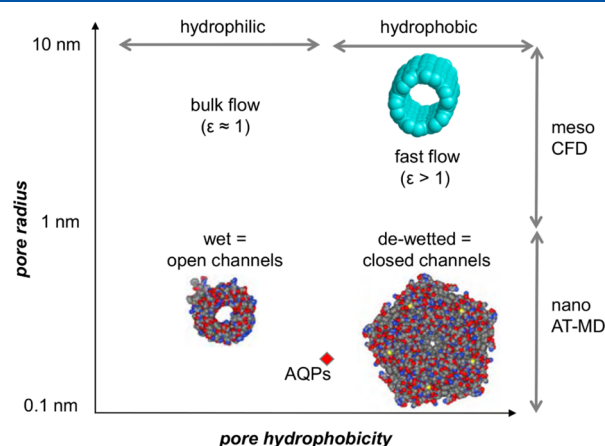 hydrophilic
hydrophobic
10 nm
bulk flow
(ε ≈ 1)
fast flow
(ε > 1)
meso
CFD
pore radius
1 nm
wet =
open channels
de-wetted =
closed channels
nano
AT-MD
AQPs
0.1 nm
pore hydrophobicity